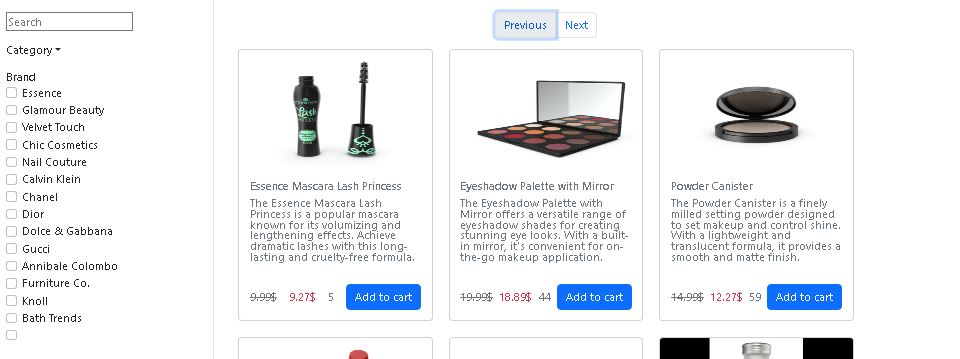 Search
Category
Brand
Essence
Glamour Beauty
Velvet Touch
Chic Cosmetics
Nail Couture
Calvin Klein
Chanel
Dior
Dolce & Gabbana
Gucci
Annibale Colombo
Furniture Co.
Knoll
Bath Trends
Previous Next
Essence Mascara Lash Princess
The Essence Mascara Lash
Princess is a popular mascara
known for its volumizing and
lengthening effects. Achieve
dramatic lashes with this long-
lasting and cruelty-free formula.
9.99$ 9.27$ 5 Add to cart
Eyeshadow Palette with Mirror
The Eyeshadow Palette with
Mirror offers a versatile range of
eyeshadow shades for creating
stunning eye looks. With a built-
in mirror, it's convenient for on-
the-go makeup application.
19.99$ 18.89$ 44 Add to cart
Powder Canister
The Powder Canister is a finely
milled setting powder designed
to set makeup and control shine.
With a lightweight and
translucent formula, it provides a
smooth and matte finish.
14.99$ 12.27$ 59 Add to cart